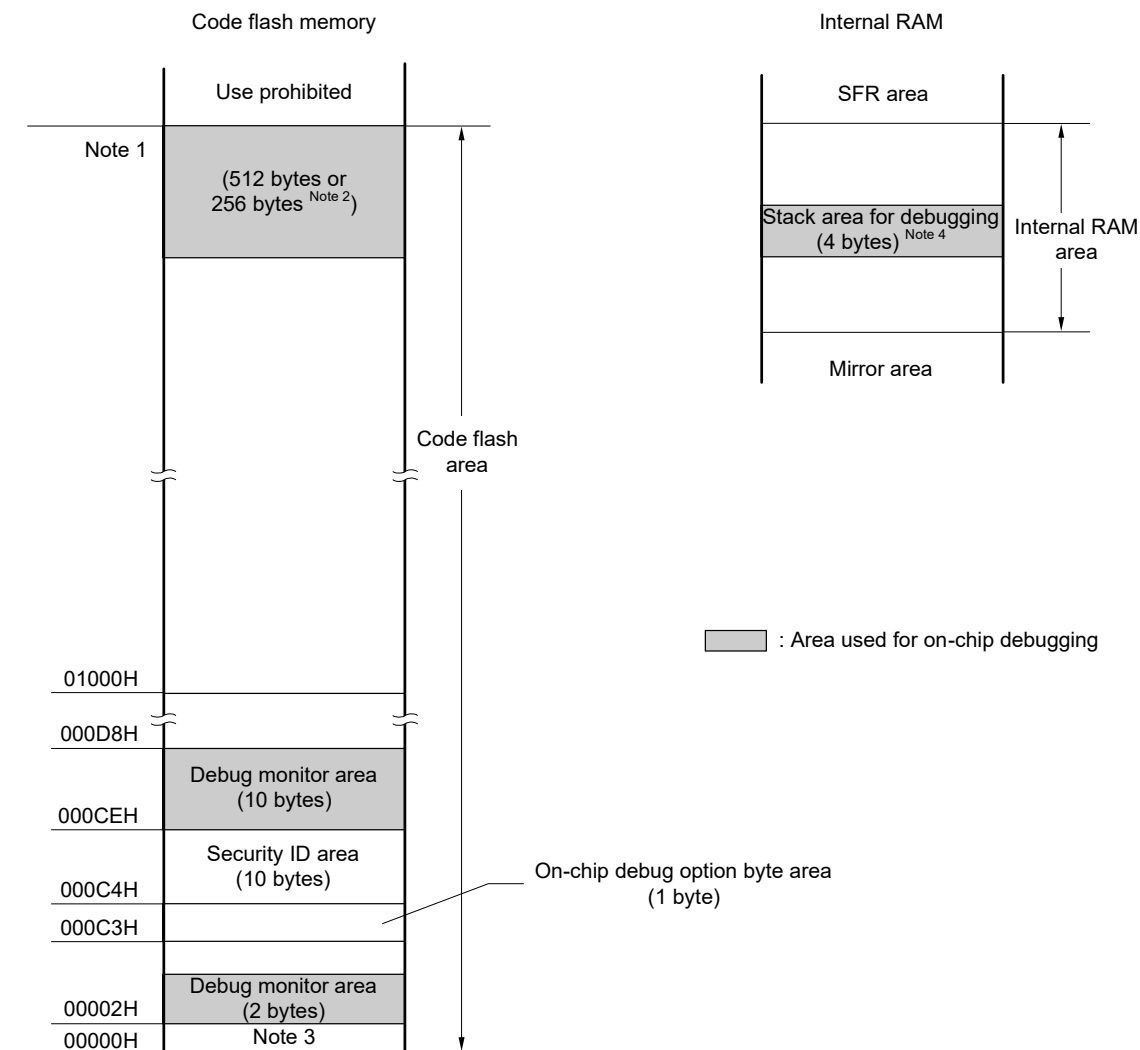 Code flash memory
Use prohibited
Note 1
(512 bytes or
256 bytes Note 2)
Code flash
area
01000H
000D8H
Debug monitor area
(10 bytes)
000CEH
Security ID area
(10 bytes)
000C4H
000C3H
On-chip debug option byte area
(1 byte)
Debug monitor area
(2 bytes)
00002H
Note 3
00000H
Internal RAM
SFR area
Stack area for debugging
(4 bytes) Note 4
Internal RAM
area
Mirror area
: Area used for on-chip debugging